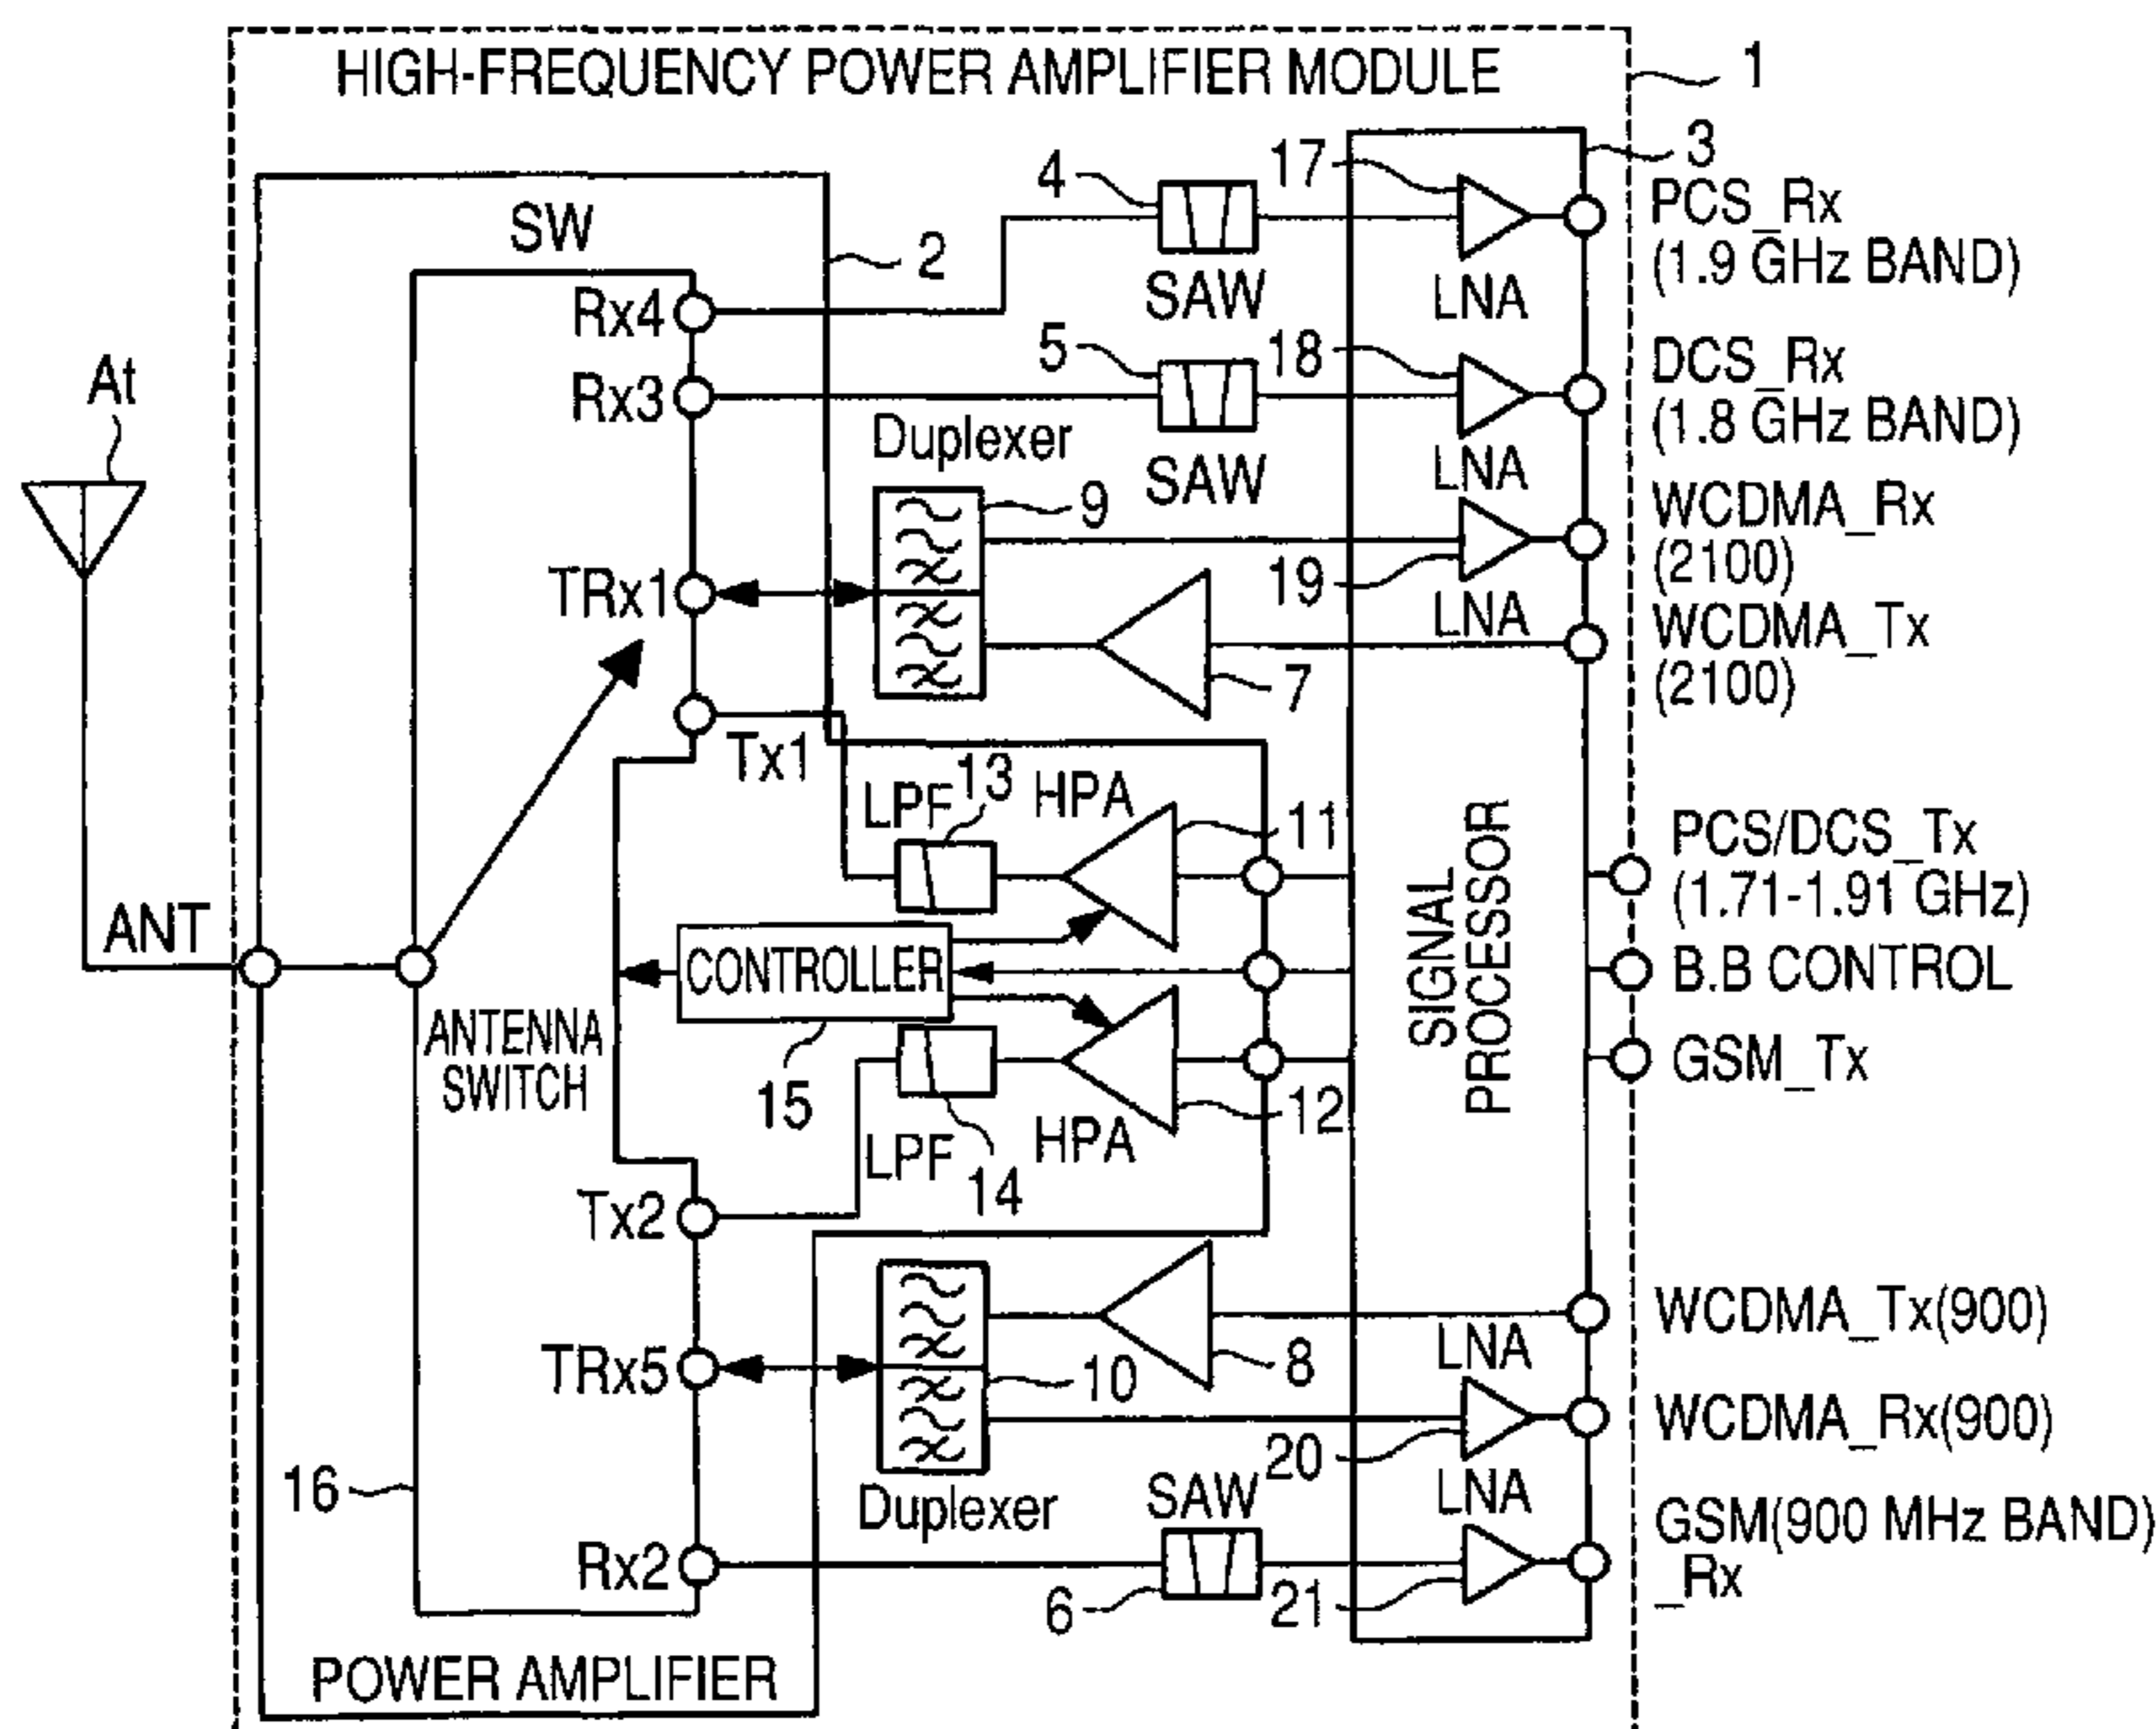 HIGH-FREQUENCY POWER AMPLIFIER MODULE
1
3
17
4
SW
2
PCS_Rx
(1.9 GHz BAND)
SAW
LNA
Rx4
At
Rx3
5
18
DCS_Rx
(1.8 GHz BAND)
Duplexer
SAW
LNA
9
WCDMA_Rx
(2100)
19
TRx1
LNA
WCDMA_Tx
(2100)
7
Tx1
13
LPF
HPA
11
PCS/DCS_Tx
(1.71-1.91 GHz)
SIGNAL
PROCESSOR
ANT
CONTROLLER
B.B CONTROL
ANTENNA
SWITCH
15
GSM_Tx
12
LPF
HPA
14
Tx2
WCDMA_Tx(900)
LNA
8
TRx5
10
WCDMA_Rx(900)
20
16
SAW
LNA
Duplexer
GSM(900 MHz BAND)
_Rx
Rx2
6
21
POWER AMPLIFIER